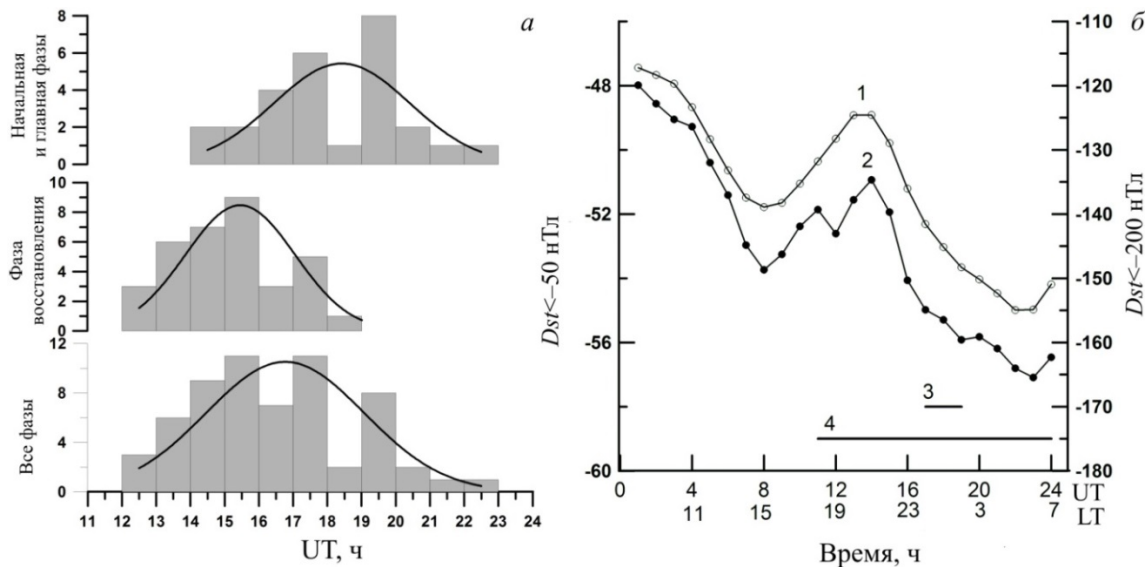 а
Начальная
и главная фазы
8
6
4
2
0
Фаза
восстановления
10
8
6
4
2
0
Все фазы
12
8
4
0
11 12 13 14 15 16 17 18 19 20 21 22 23 24
UT, ч
б
Dst<–50 нТл
-48
-52
-56
-60
1
2
3
4
-110
-120
-130
-140
-150
-160
-170
-180
Dst<–200 нТл
0 4 8 12 16 20 24 UT
11 15 19 23 3 7 LT
Время, ч